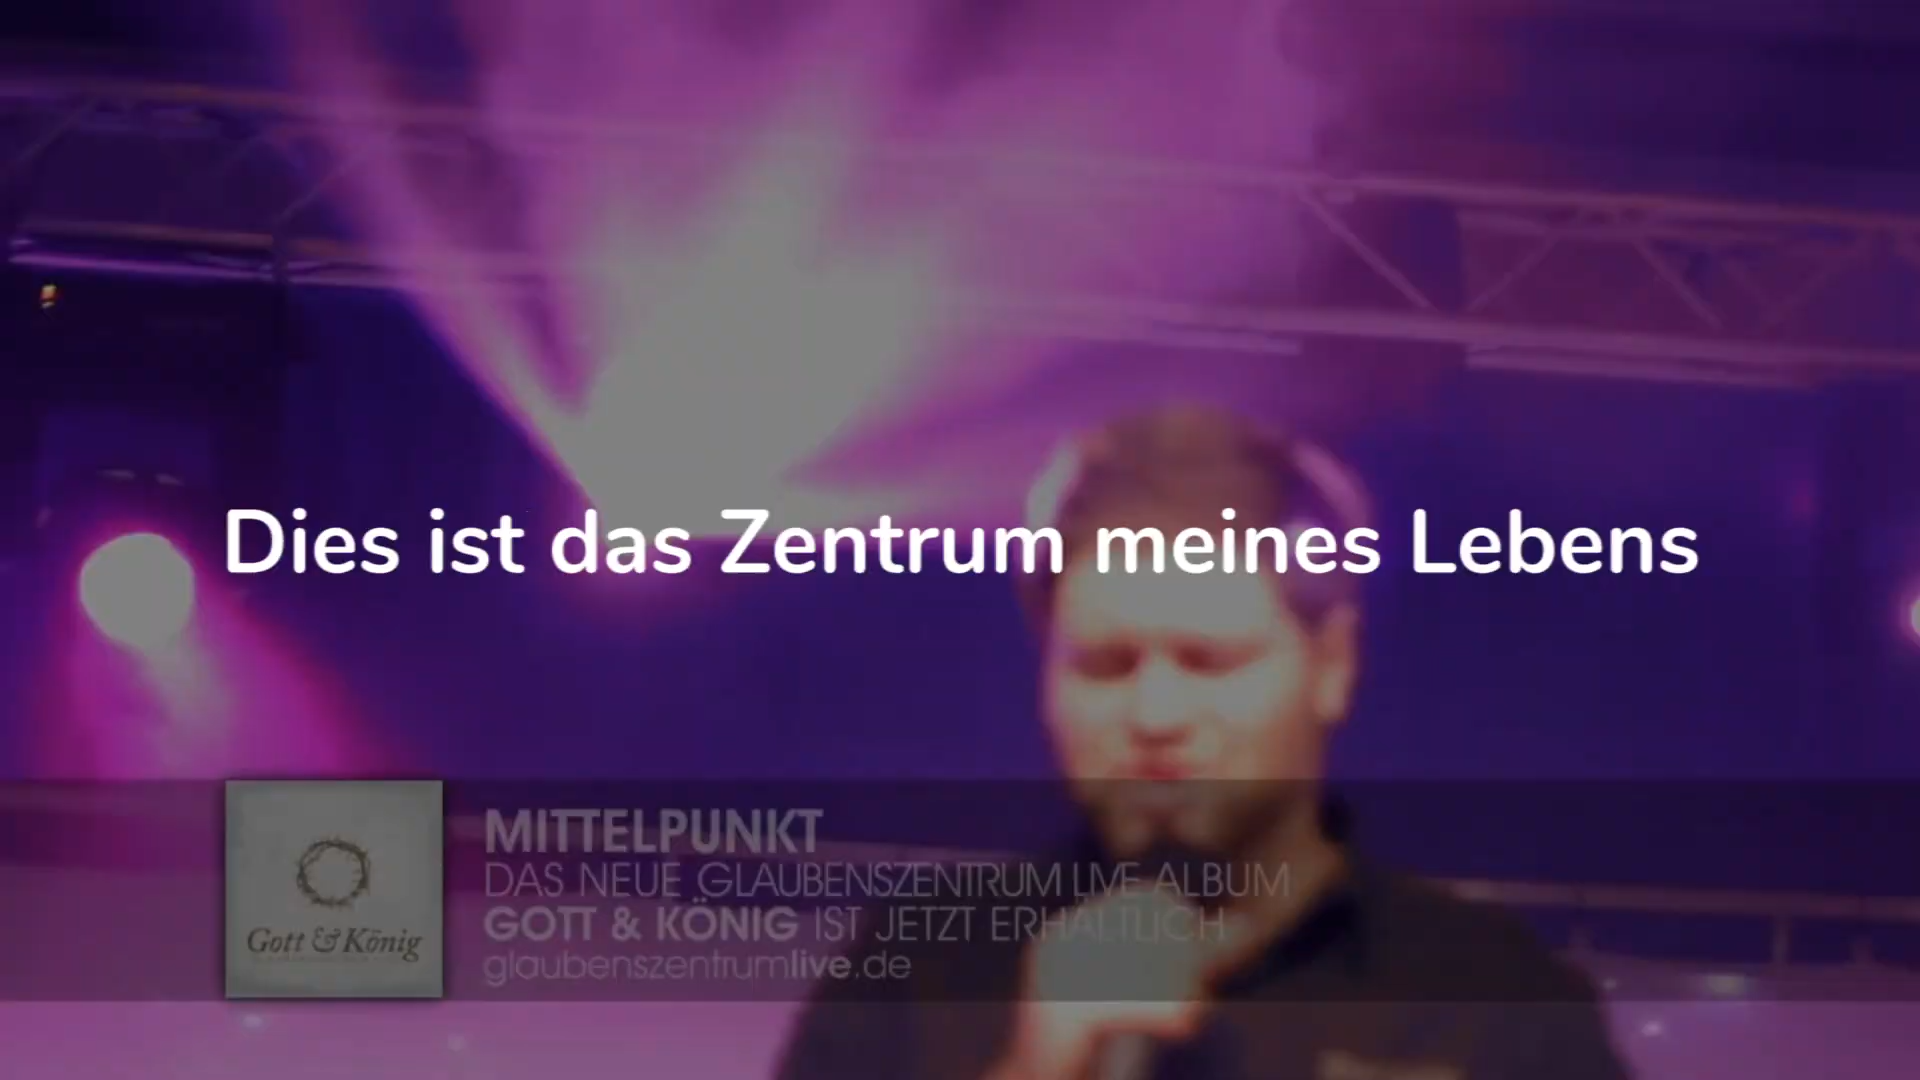 Dies ist das Zentrum meines Lebens
MITTELPUNKT
DAS NEUE GLAUBENSZENTRUM LIVE ALBUM
GOTT & KÖNIG IST JETZT ERHÄLTLICH
glaubenszentrumlive.de
Gott & König